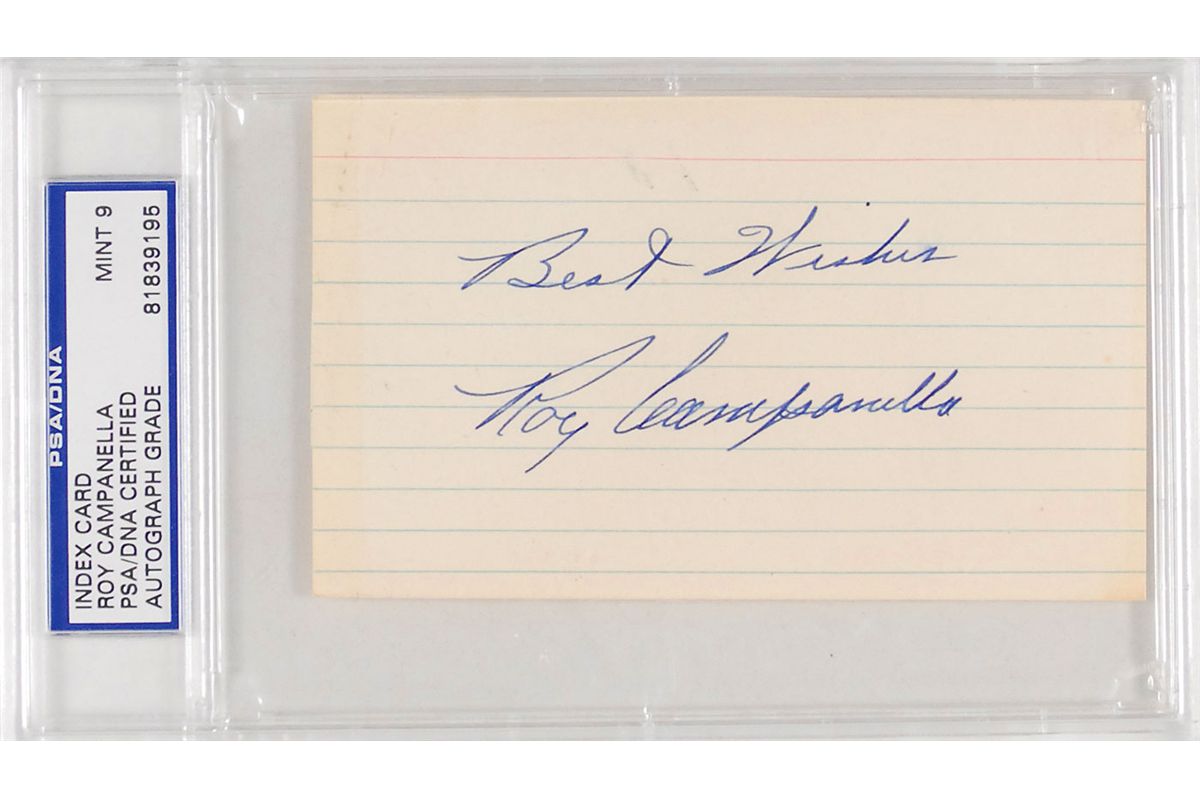 PSA/DNA
INDEX CARD
ROY CAMPANELLA
PSA/DNA CERTIFIED
AUTOGRAPH GRADE
MINT 9
81839195
Best Wishes
Roy Campanella